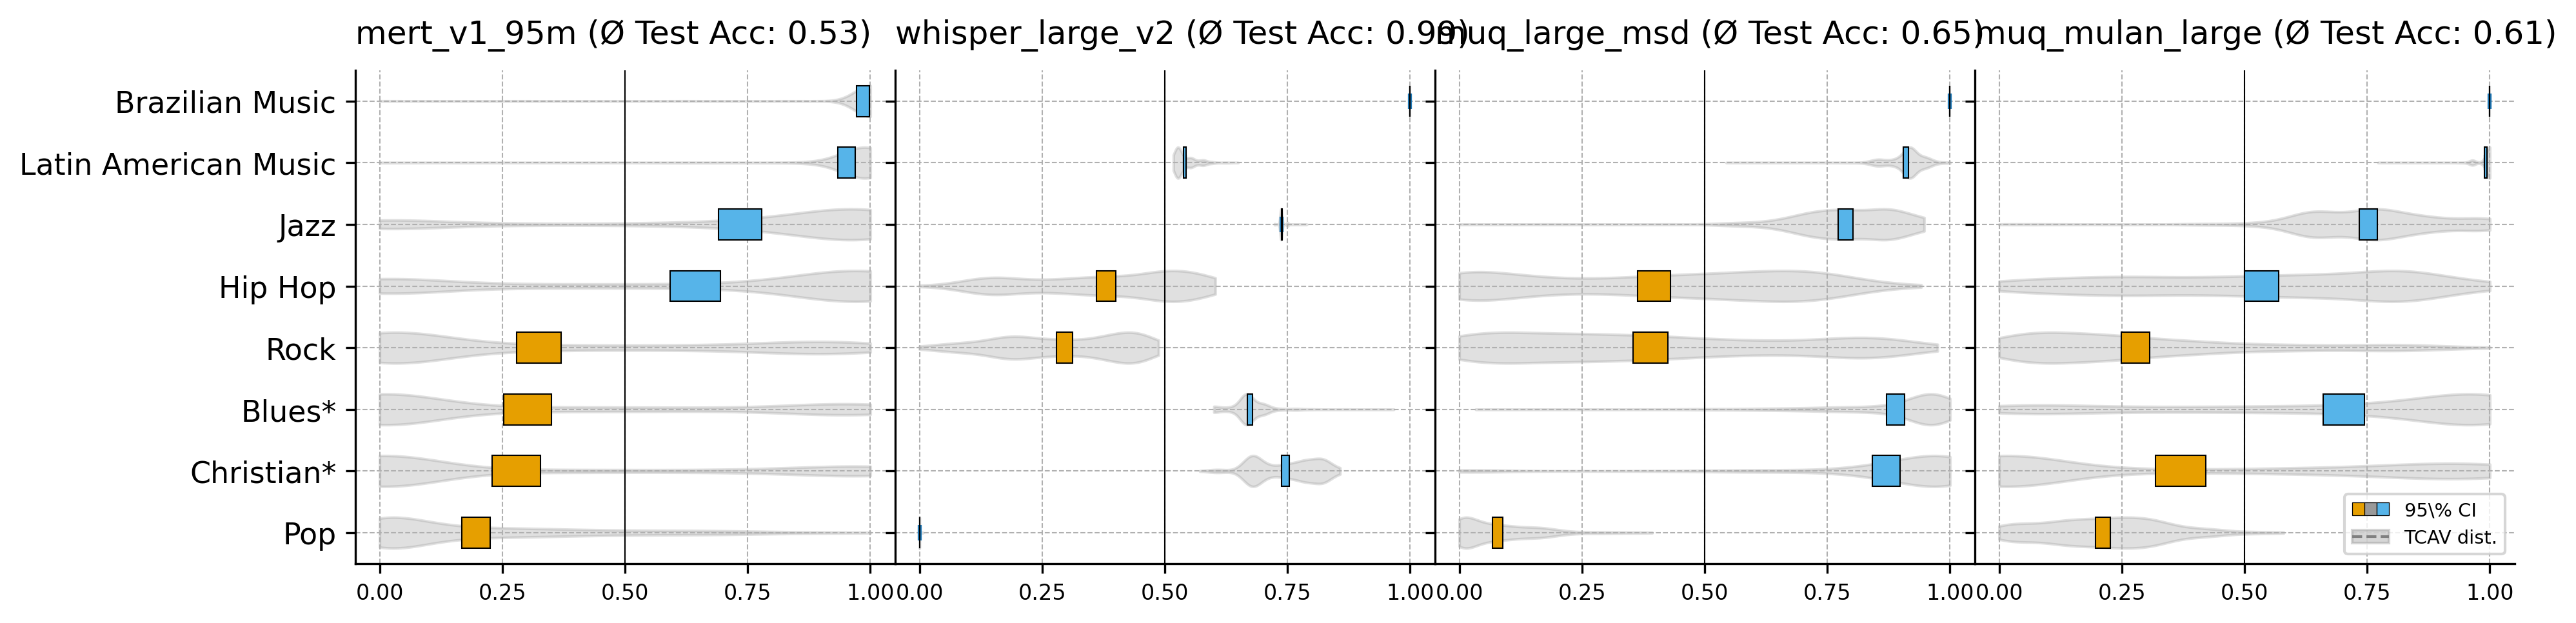 mert_v1_95m (Ø Test Acc: 0.53)
whisper_large_v2 (Ø Test Acc: 0.90)
muq_large_msd (Ø Test Acc: 0.65)
muq_mulan_large (Ø Test Acc: 0.61)
Brazilian Music
Latin American Music
Jazz
Hip Hop
Rock
Blues*
Christian*
Pop
95\% CI
TCAV dist.
0.00 0.25 0.50 0.75 1.00
0.00 0.25 0.50 0.75 1.00
0.00 0.25 0.50 0.75 1.00
0.00 0.25 0.50 0.75 1.00